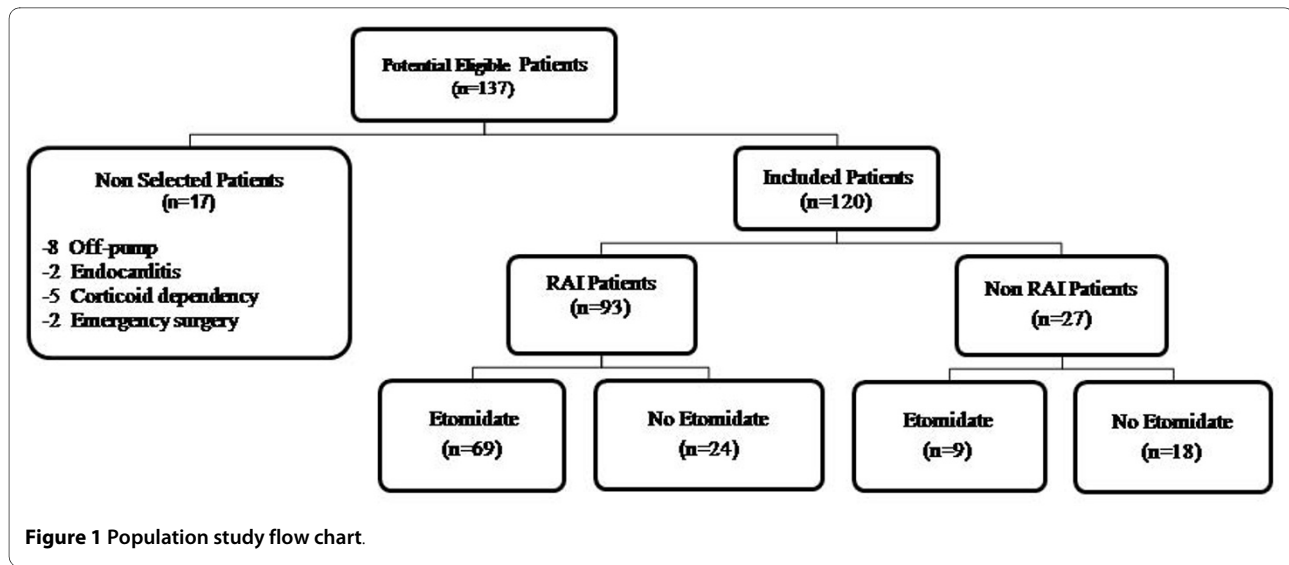 Potential Eligible Patients
(n=137)
Non Selected Patients
(n=17)
-8 Off-pump
-2 Endocarditis
-5 Corticoid dependency
-2 Emergency surgery
Included Patients
(n=120)
RAI Patients
(n=93)
Non RAI Patients
(n=27)
Etomidate
(n=69)
No Etomidate
(n=24)
Etomidate
(n=9)
No Etomidate
(n=18)
Figure 1 Population study flow chart.